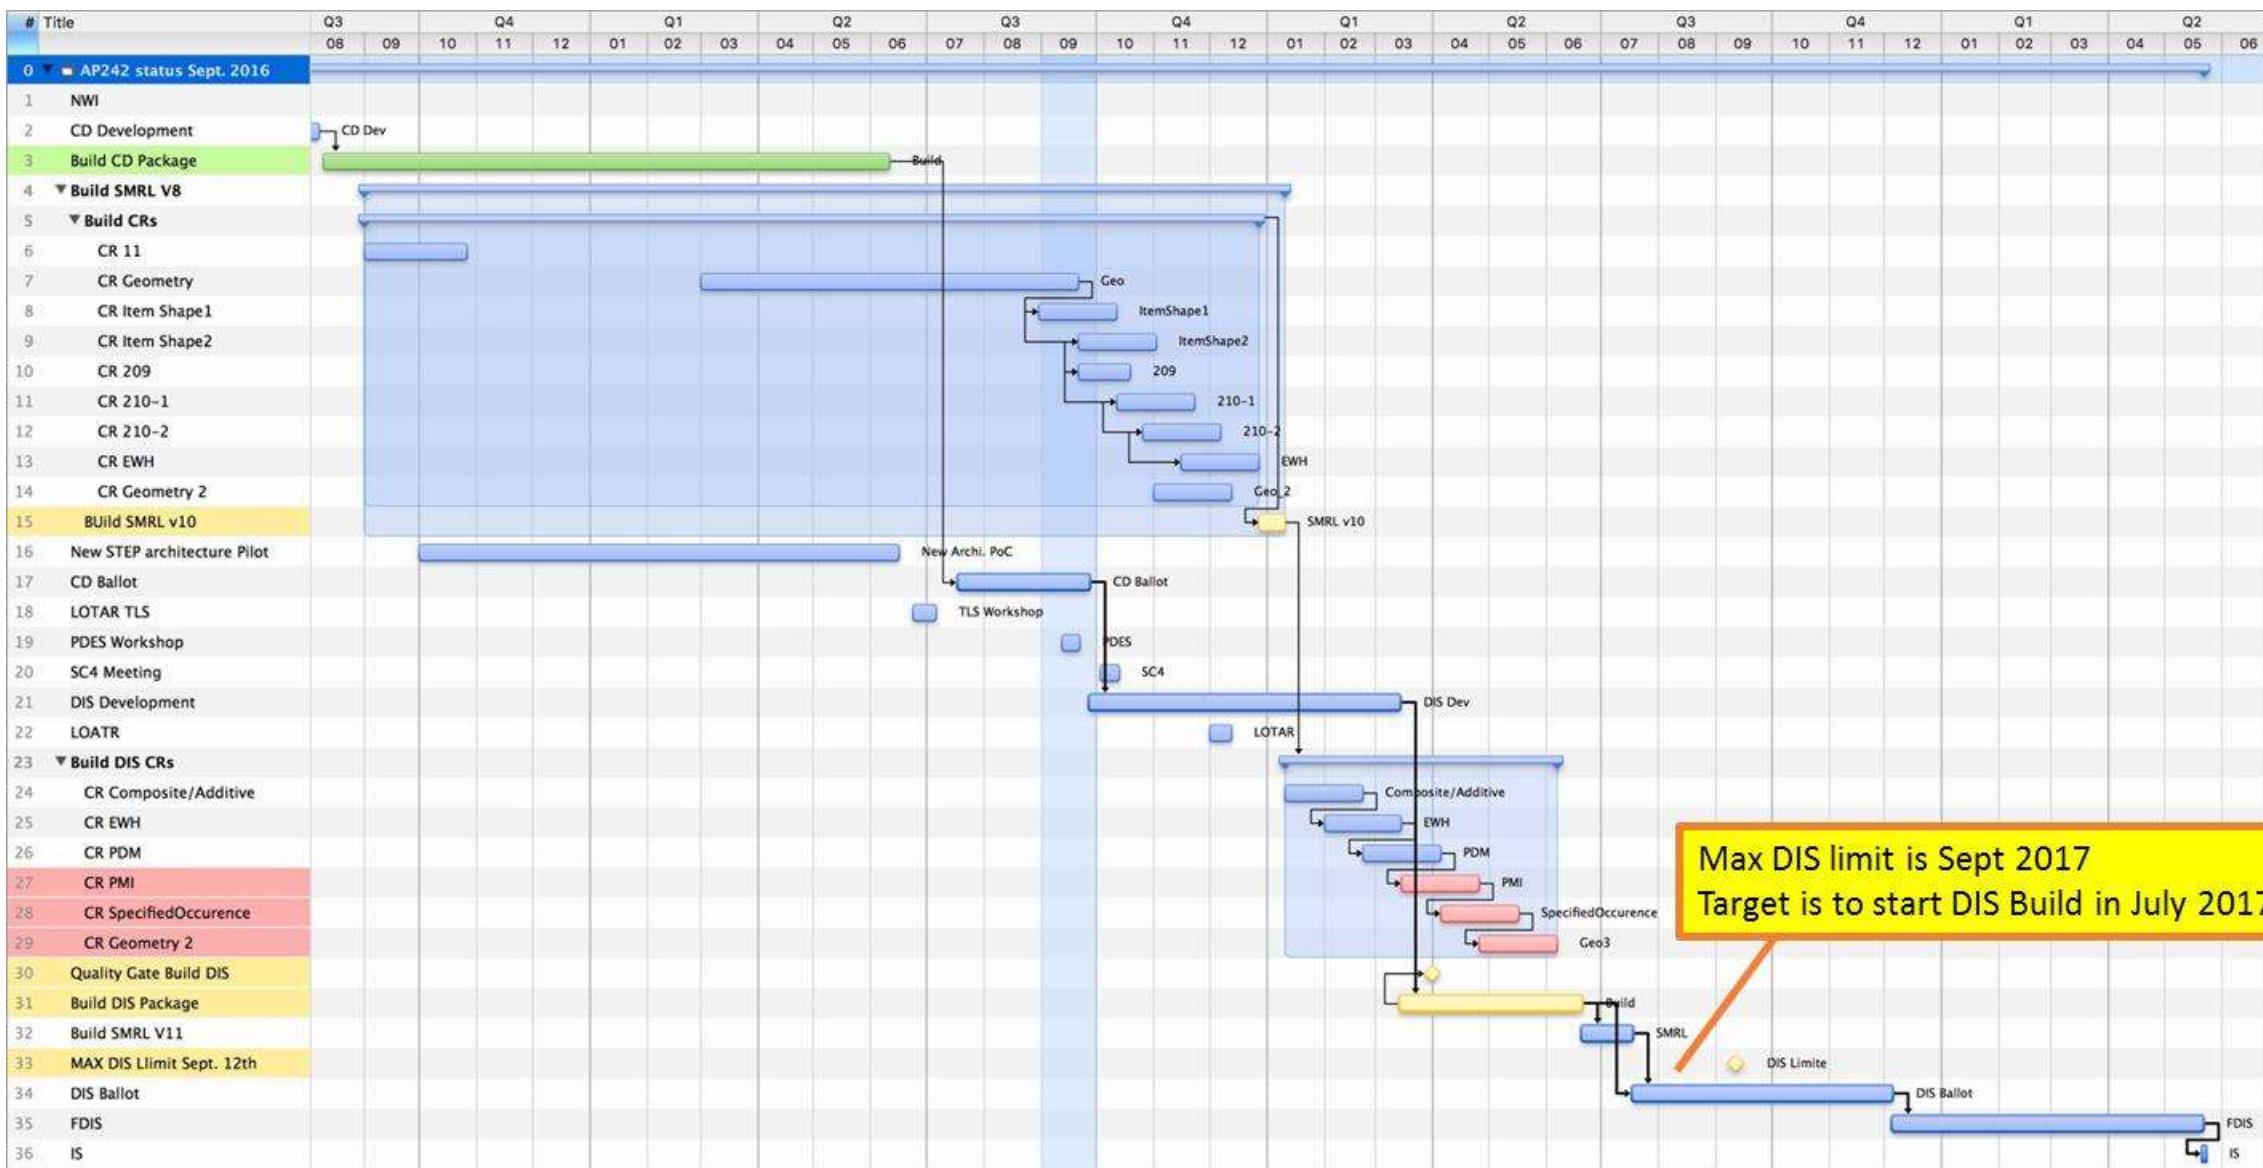 # Title Q3 Q4 Q1 Q2 Q3 Q4 Q1 Q2 Q3 Q4 Q1 Q2
08 09 10 11 12 01 02 03 04 05 06 07 08 09 10 11 12 01 02 03 04 05 06 07 08 09 10 11 12 01 02 03 04 05 06
0 AP242 status Sept. 2016
1 NWI
2 CD Development CD Dev
3 Build CD Package Build
4 Build SMRL V8
5 Build CRs
6 CR 11
7 CR Geometry Geo
8 CR Item Shape1 ItemShape1
9 CR Item Shape2 ItemShape2
10 CR 209 209
11 CR 210-1 210-1
12 CR 210-2 210-2
13 CR EWH EWH
14 CR Geometry 2 Geo_2
15 BUild SMRL v10 SMRL v10
16 New STEP architecture Pilot New Archi. PoC
17 CD Ballot CD Ballot
18 LOTAR TLS TLS Workshop
19 PDES Workshop PDES
20 SC4 Meeting SC4
21 DIS Development DIS Dev
22 LOATR LOTAR
23 Build DIS CRs
24 CR Composite/Additive Composite/Additive
25 CR EWH EWH
26 CR PDM PDM
27 CR PMI PMI
28 CR SpecifiedOccurence SpecifiedOccurence
29 CR Geometry 2 Geo3
Max DIS limit is Sept 2017
Target is to start DIS Build in July 2017
30 Quality Gate Build DIS
31 Build DIS Package Build
32 Build SMRL V11 SMRL
33 MAX DIS Llimit Sept. 12th DIS Limite
34 DIS Ballot DIS Ballot
35 FDIS FDIS
36 IS IS